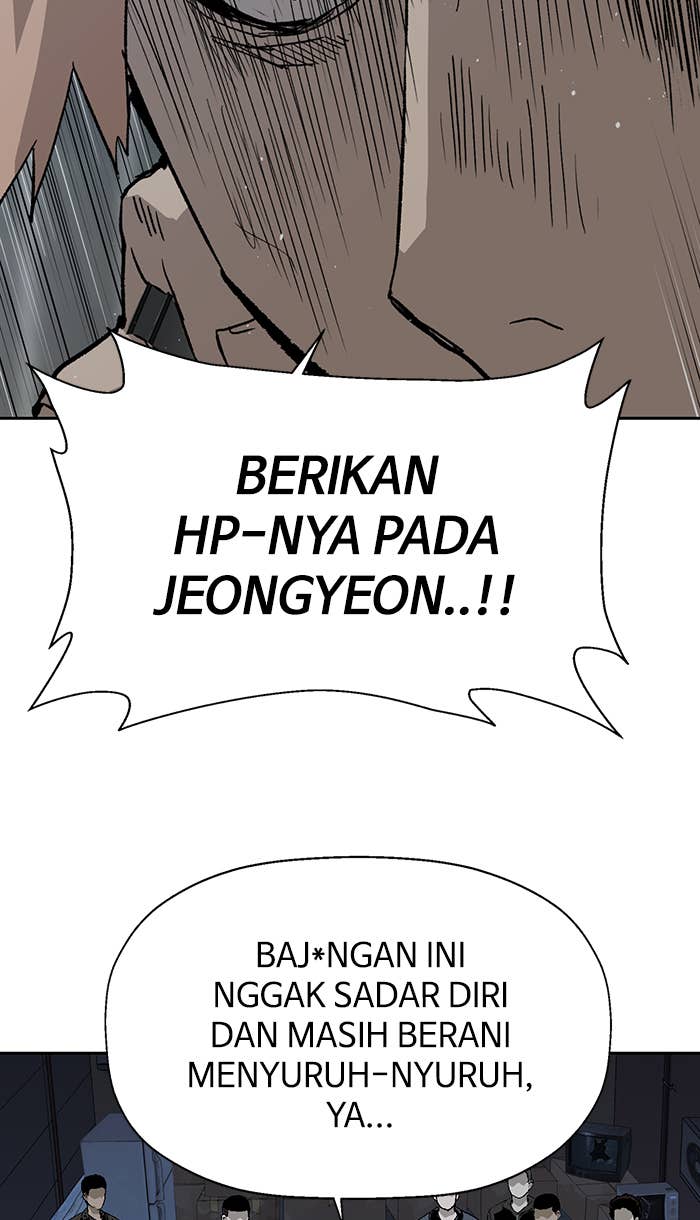 BERIKAN
HP-NYA PADA
JEONGYEON..!!
BAJ*NGAN INI
NGGAK SADAR DIRI
DAN MASIH BERANI
MENYURUH-NYURUH,
YA...